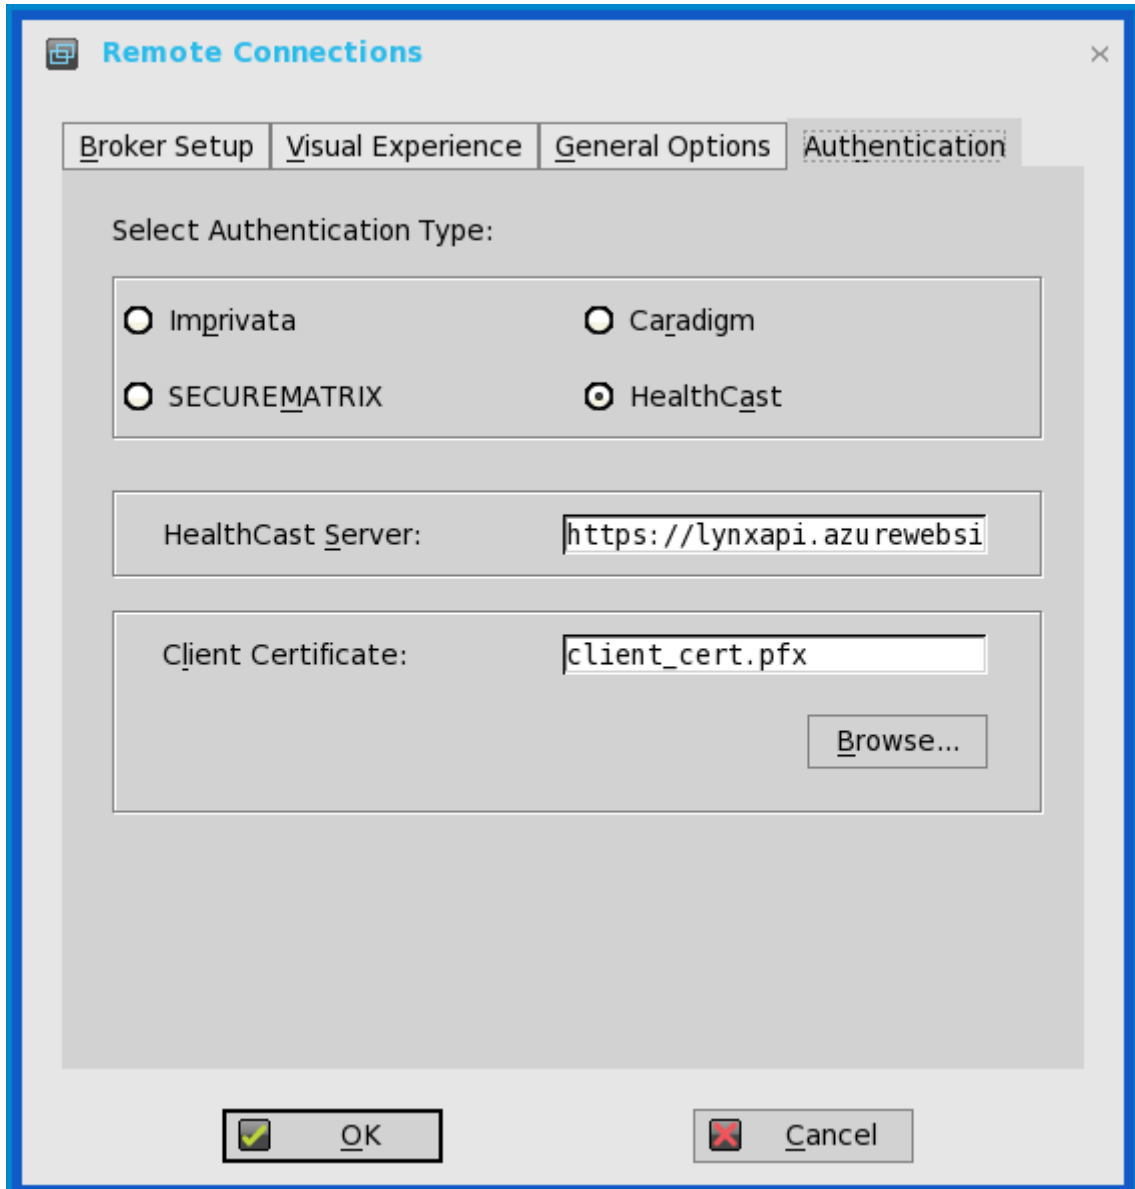 Remote Connections
Broker Setup Visual Experience General Options Authentication
Select Authentication Type:
Imprivata Caradigm
SECUREMATRIX HealthCast
HealthCast Server: https://lynxapi.azurewebsi
Client Certificate: client_cert.pfx
Browse...
OK Cancel